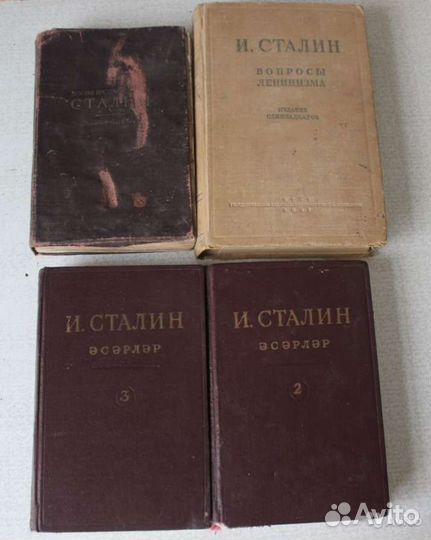 СТАЛИН
И. СТАЛИН
ВОПРОСЫ
ЛЕНИНИЗМА
ИЗДАНИЕ
ОДИННАДЦАТОЕ
И. СТАЛИН
ӘСӘРЛӘР
3
И. СТАЛИН
ӘСӘРЛӘР
2
Avito